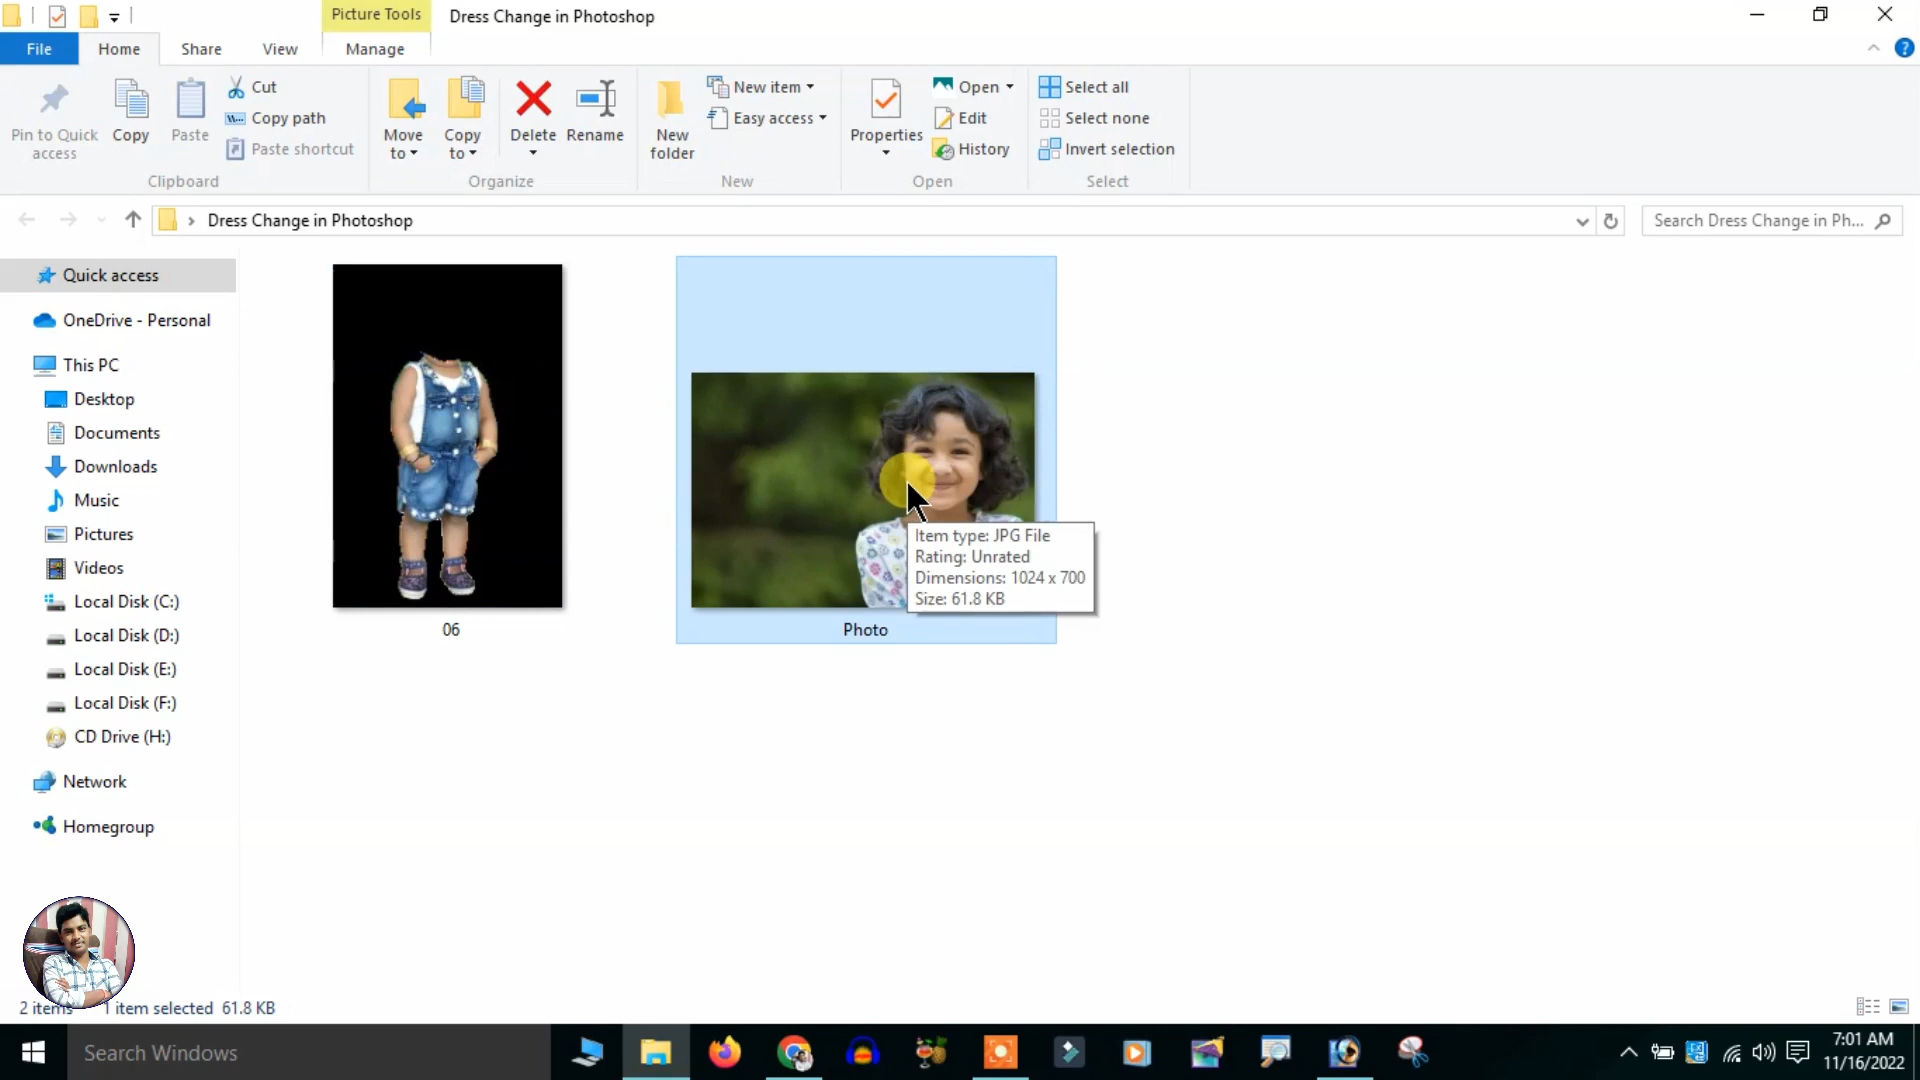 Picture Tools
Dress Change in Photoshop
File
Home
Share
View
Manage
Pin to Quick access
Copy
Paste
Cut
Copy path
Paste shortcut
Clipboard
Move to
Copy to
Delete
Rename
Organize
New folder
New item
Easy access
New
Properties
Open
Edit
History
Open
Select all
Select none
Invert selection
Select
Dress Change in Photoshop
Search Dress Change in Ph...
Quick access
OneDrive - Personal
This PC
Desktop
Documents
Downloads
Music
Pictures
Videos
Local Disk (C:)
Local Disk (D:)
Local Disk (E:)
Local Disk (F:)
CD Drive (H:)
Network
Homegroup
06
Photo
Item type: JPG File
Rating: Unrated
Dimensions: 1024 x 700
Size: 61.8 KB
2 items
1 item selected 61.8 KB
Search Windows
7:01 AM
11/16/2022